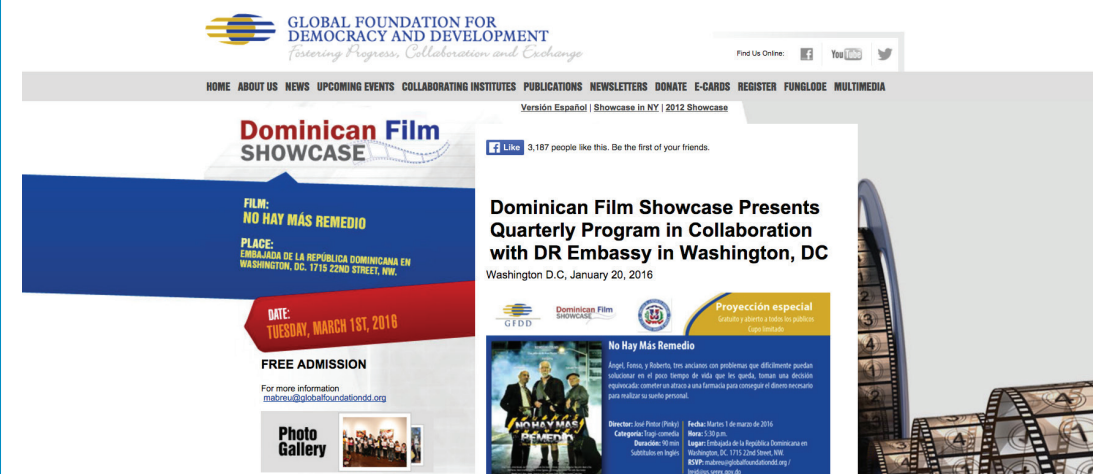 GLOBAL FOUNDATION FOR
DEMOCRACY AND DEVELOPMENT
Fostering Progress, Collaboration and Exchange
Find Us Online:
You Tube
HOME ABOUT US NEWS UPCOMING EVENTS COLLABORATING INSTITUTES PUBLICATIONS NEWSLETTERS DONATE E-CARDS REGISTER FUNGLODE MULTIMEDIA
Versión Español | Showcase in NY | 2012 Showcase
Dominican Film
SHOWCASE
Like 3,187 people like this. Be the first of your friends.
FILM:
NO HAY MÁS REMEDIO
PLACE:
EMBAJADA DE LA REPÚBLICA DOMINICANA EN
WASHINGTON, DC. 1715 22ND STREET, NW.
DATE:
TUESDAY, MARCH 1ST, 2016
FREE ADMISSION
For more information
mabreu@globalfoundationdd.org
Photo
Gallery
Dominican Film Showcase Presents
Quarterly Program in Collaboration
with DR Embassy in Washington, DC
Washington D.C, January 20, 2016
GFDD
Dominican Film
SHOWCASE
Proyección especial
Gratuito y abierto a todos los públicos
Cupo limitado
No Hay Más Remedio
Ángel, Fonso, y Roberto, tres ancianos con problemas que difícilmente puedan
solucionar en el poco tiempo de vida que les queda, toman una decisión
equivocada: cometer un atraco a una farmacia para conseguir el dinero necesario
para realizar su sueño personal.
NO HAY MAS
REMEDIO
Director: José Pintor (Pinky)
Categoría: Tragi-comedia
Duración: 90 min
Subtitulos en Inglés
Fecha: Martes 1 de marzo de 2016
Hora: 5:30 p.m.
Lugar: Embajada de la República Dominicana en
Washington, DC. 1715 22nd Street, NW.
RSVP: mabreu@globalfoundationdd.org /
2
3
4